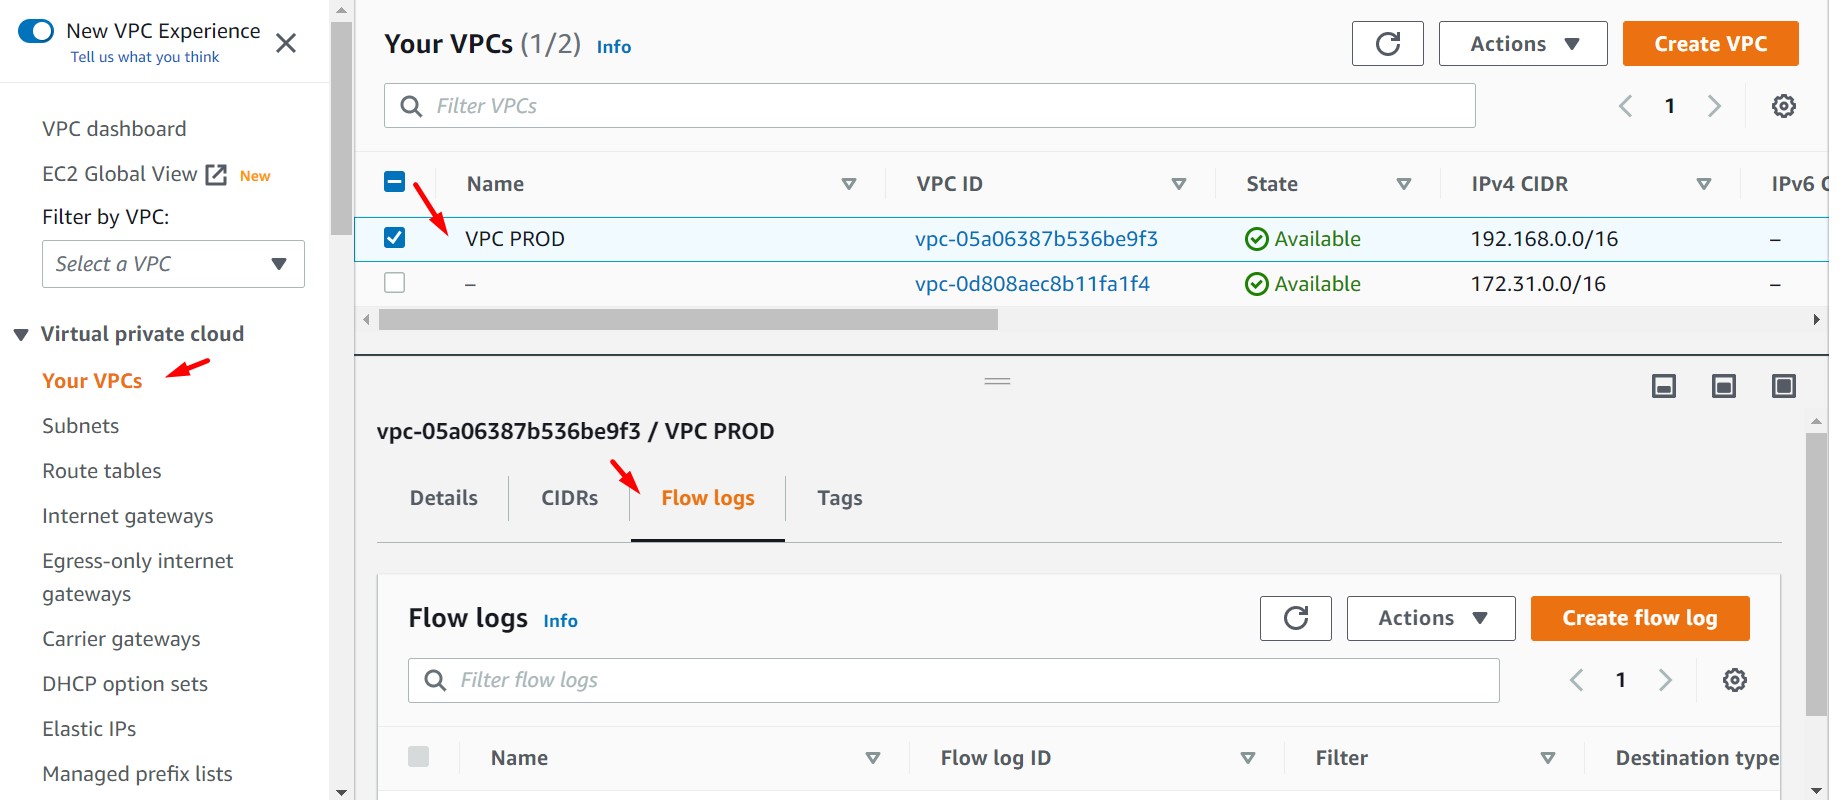 New VPC Experience
Tell us what you think
VPC dashboard
EC2 Global View New
Filter by VPC:
Select a VPC
Virtual private cloud
Your VPCs
Subnets
Route tables
Internet gateways
Egress-only internet
gateways
Carrier gateways
DHCP option sets
Elastic IPs
Managed prefix lists
Your VPCs (1/2) Info
Actions
Create VPC
Filter VPCs
1
Name VPC ID State IPv4 CIDR IPv6 C
VPC PROD vpc-05a06387b536be9f3 Available 192.168.0.0/16 –
– vpc-0d808aec8b11fa1f4 Available 172.31.0.0/16 –
vpc-05a06387b536be9f3 / VPC PROD
Details CIDRs Flow logs Tags
Flow logs Info
Actions
Create flow log
Filter flow logs
1
Name Flow log ID Filter Destination type